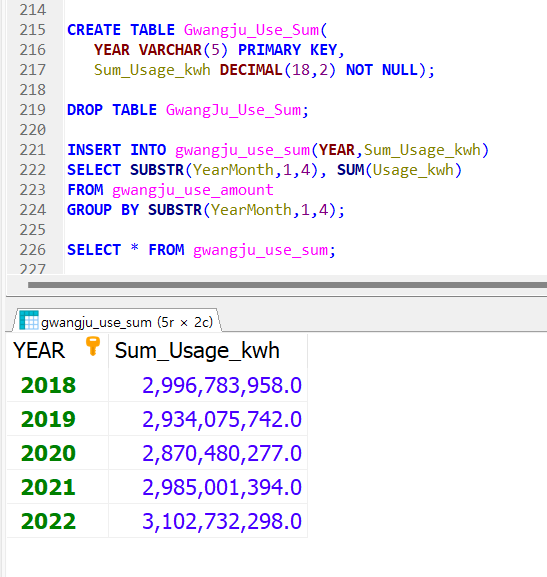 214
215 CREATE TABLE Gwangju_Use_Sum(
216 YEAR VARCHAR(5) PRIMARY KEY,
217 Sum_Usage_kwh DECIMAL(18,2) NOT NULL);
218
219 DROP TABLE GwangJu_Use_Sum;
220
221 INSERT INTO gwangju_use_sum(YEAR,Sum_Usage_kwh)
222 SELECT SUBSTR(YearMonth,1,4), SUM(Usage_kwh)
223 FROM gwangju_use_amount
224 GROUP BY SUBSTR(YearMonth,1,4);
225
226 SELECT * FROM gwangju_use_sum;
227
gwangju_use_sum (5r × 2c)
YEAR Sum_Usage_kwh
2018 2,996,783,958.0
2019 2,934,075,742.0
2020 2,870,480,277.0
2021 2,985,001,394.0
2022 3,102,732,298.0